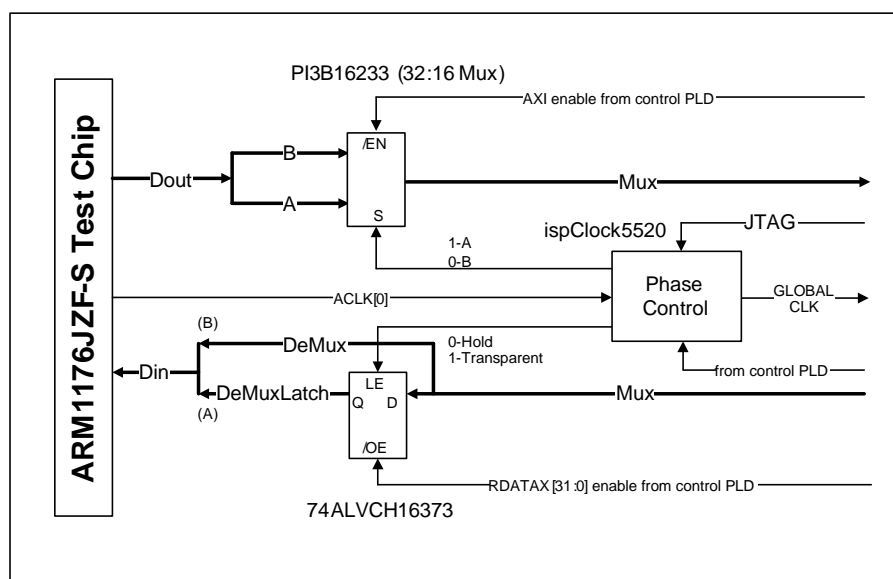 PI3B16233 (32:16 Mux)
AXI enable from control PLD
ARM1176JZF-S Test Chip
/EN
B
Dout
Mux
A
S
ispClock5520
JTAG
1-A
0-B
Phase
Control
ACLK[0]
GLOBAL
CLK
(B)
DeMux
0-Hold
1-Transparent
from control PLD
Din
LE
DeMuxLatch
Q
D
Mux
(A)
/OE
RDATAX[31:0] enable from control PLD
74ALVCH16373